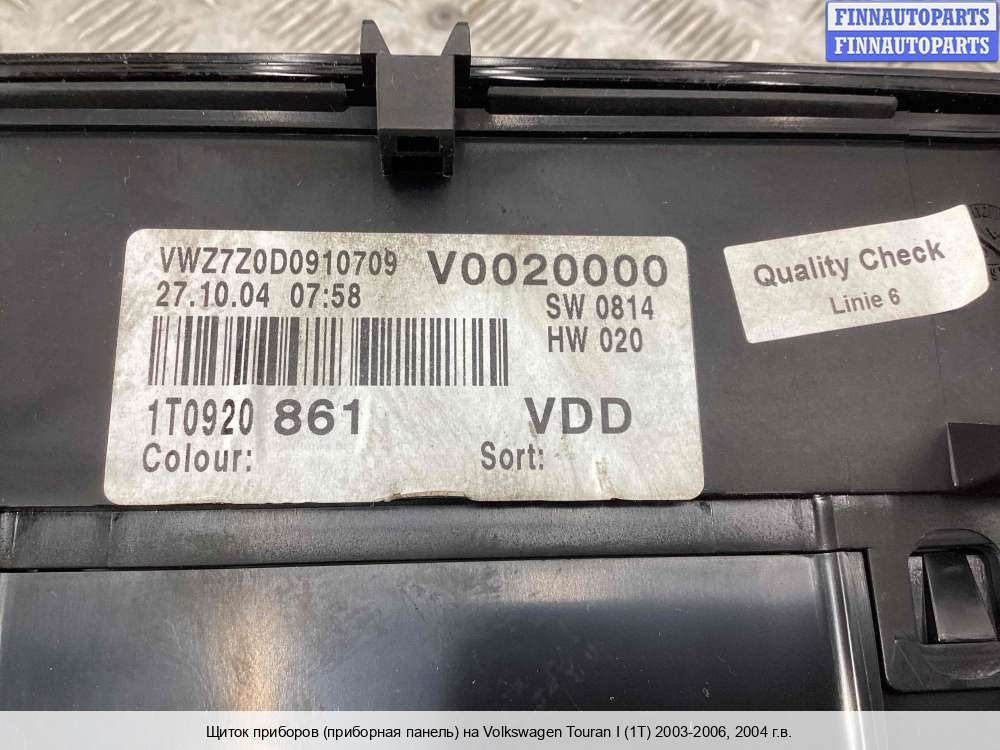 FINNAUTOPARTS
FINNAUTOPARTS
VWZ7Z0D0910709 V0020000
27.10.04 07:58 SW 0814
HW 020
1T0920 861 VDD
Colour: Sort:
Quality Check
Linie 6
Щиток приборов (приборная панель) на Volkswagen Touran I (1T) 2003-2006, 2004 г.в.